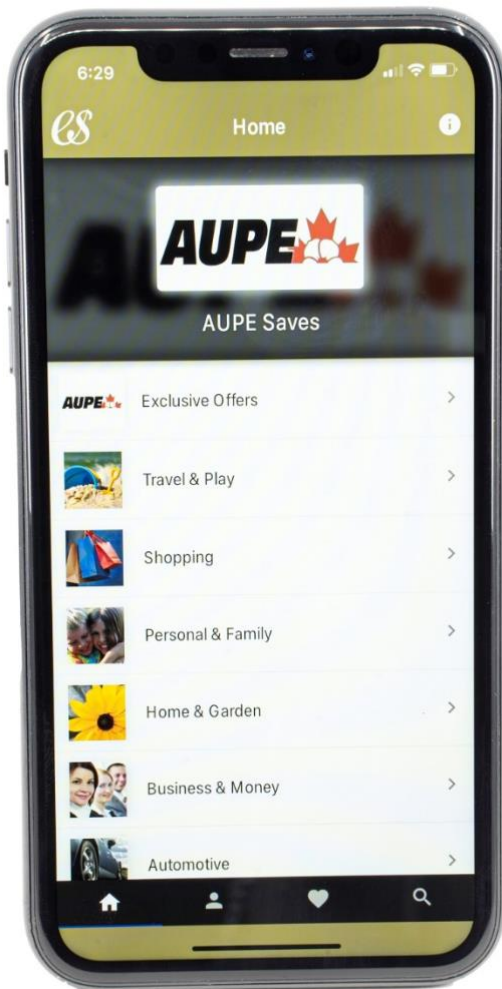 6:29
es
Home
i
AUPE
AUPE Saves
AUPE
Exclusive Offers
Travel & Play
Shopping
Personal & Family
Home & Garden
Business & Money
Automotive